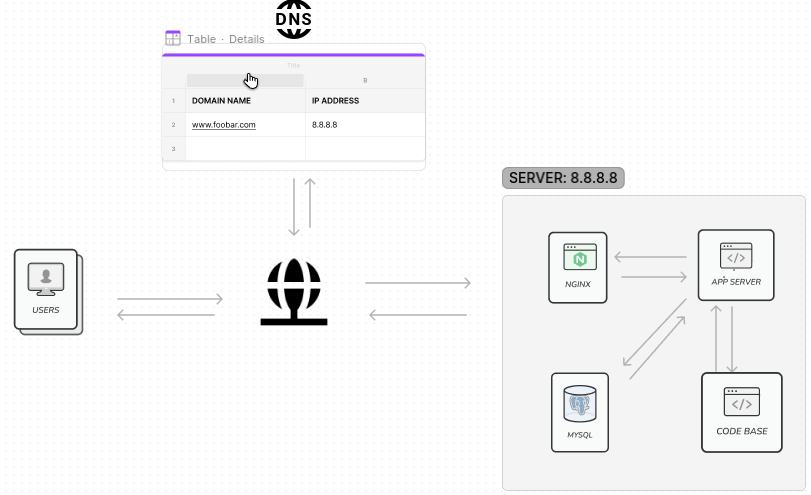 DNS
Table · Details
Title
B
1 DOMAIN NAME IP ADDRESS
2 www.foobar.com 8.8.8.8
3
SERVER: 8.8.8.8
USERS
NGINX
APP SERVER
MYSQL
CODE BASE